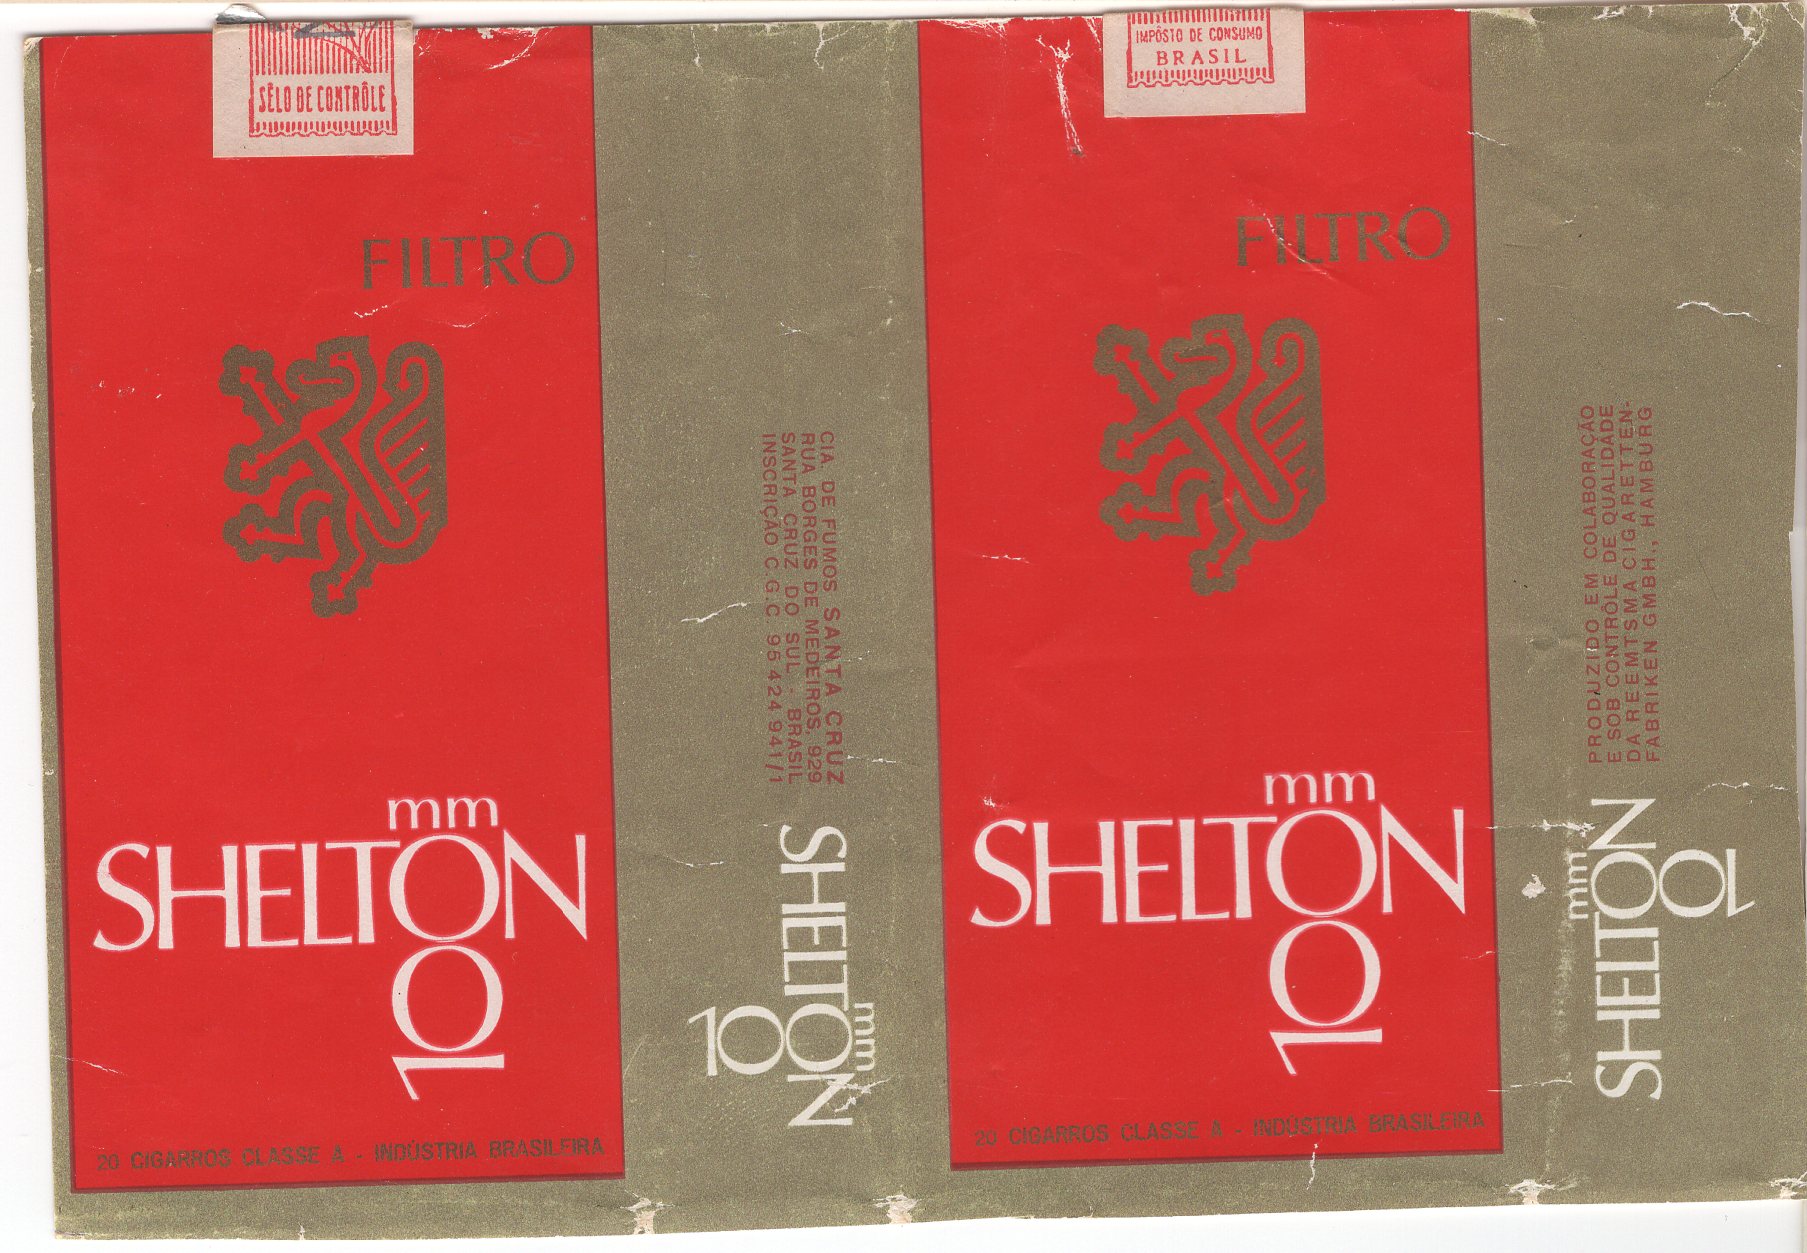 SÊLO DE CONTRÔLE
FILTRO
mm
SHELTON
100
20 CIGARROS CLASSE A - INDÚSTRIA BRASILEIRA
CIA. DE FUMOS SANTA CRUZ
RUA BORGES DE MEDEIROS, 929
SANTA CRUZ DO SUL - BRASIL
INSCRIÇÃO C.G.C 95 424 941/1
mm
SHELTON
100
IMPÔSTO DE CONSUMO
BRASIL
FILTRO
mm
SHELTON
100
20 CIGARROS CLASSE A - INDÚSTRIA BRASILEIRA
PRODUZIDO EM COLABORAÇÃO
E SOB CONTRÔLE DE QUALIDADE
DA REEMTSMA CIGARETTEN-
FABRIKEN GMBH., HAMBURG
mm
SHELTON
100